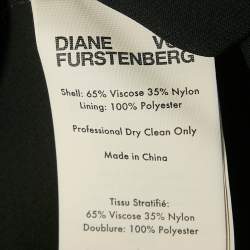 DIANE VON
FURSTENBERG
Shell: 65% Viscose 35% Nylon
Lining: 100% Polyester
Professional Dry Clean Only
Made in China
Tissu Stratifié:
65% Viscose 35% Nylon
Doublure: 100% Polyester